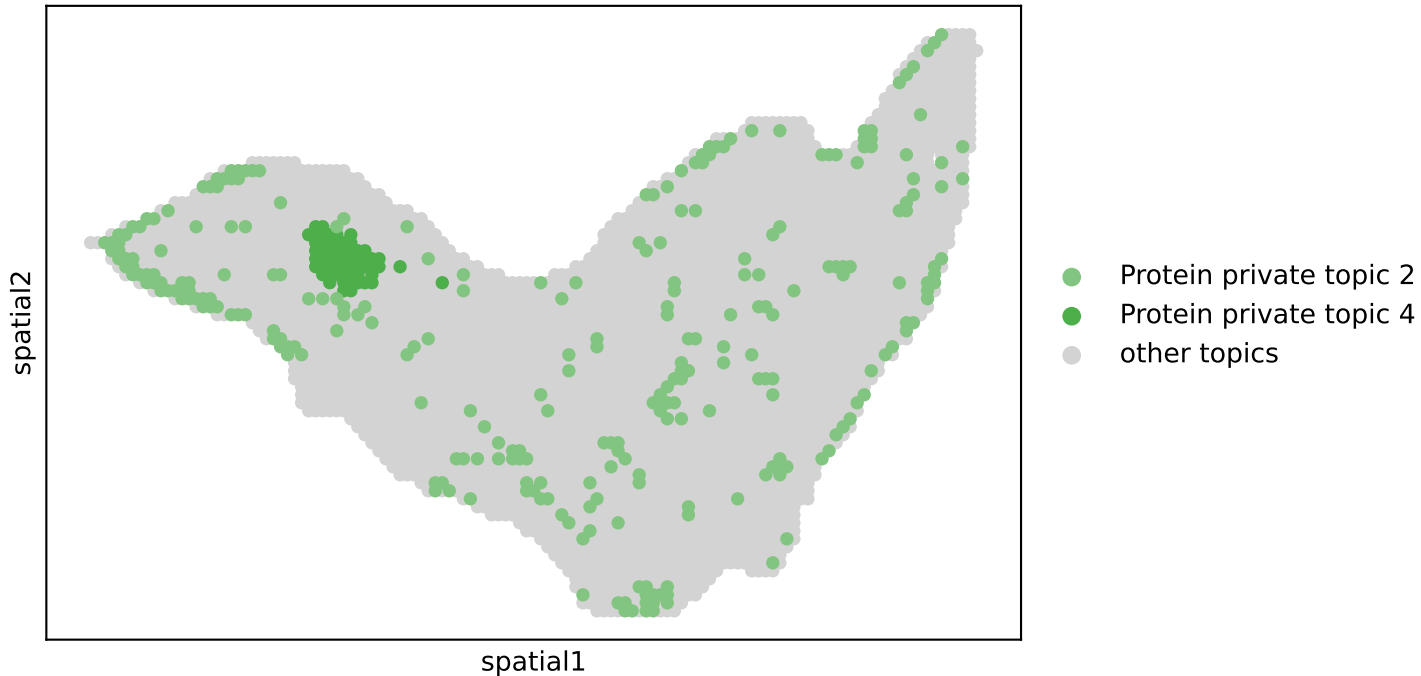 spatial2
spatial1
Protein private topic 2
Protein private topic 4
other topics